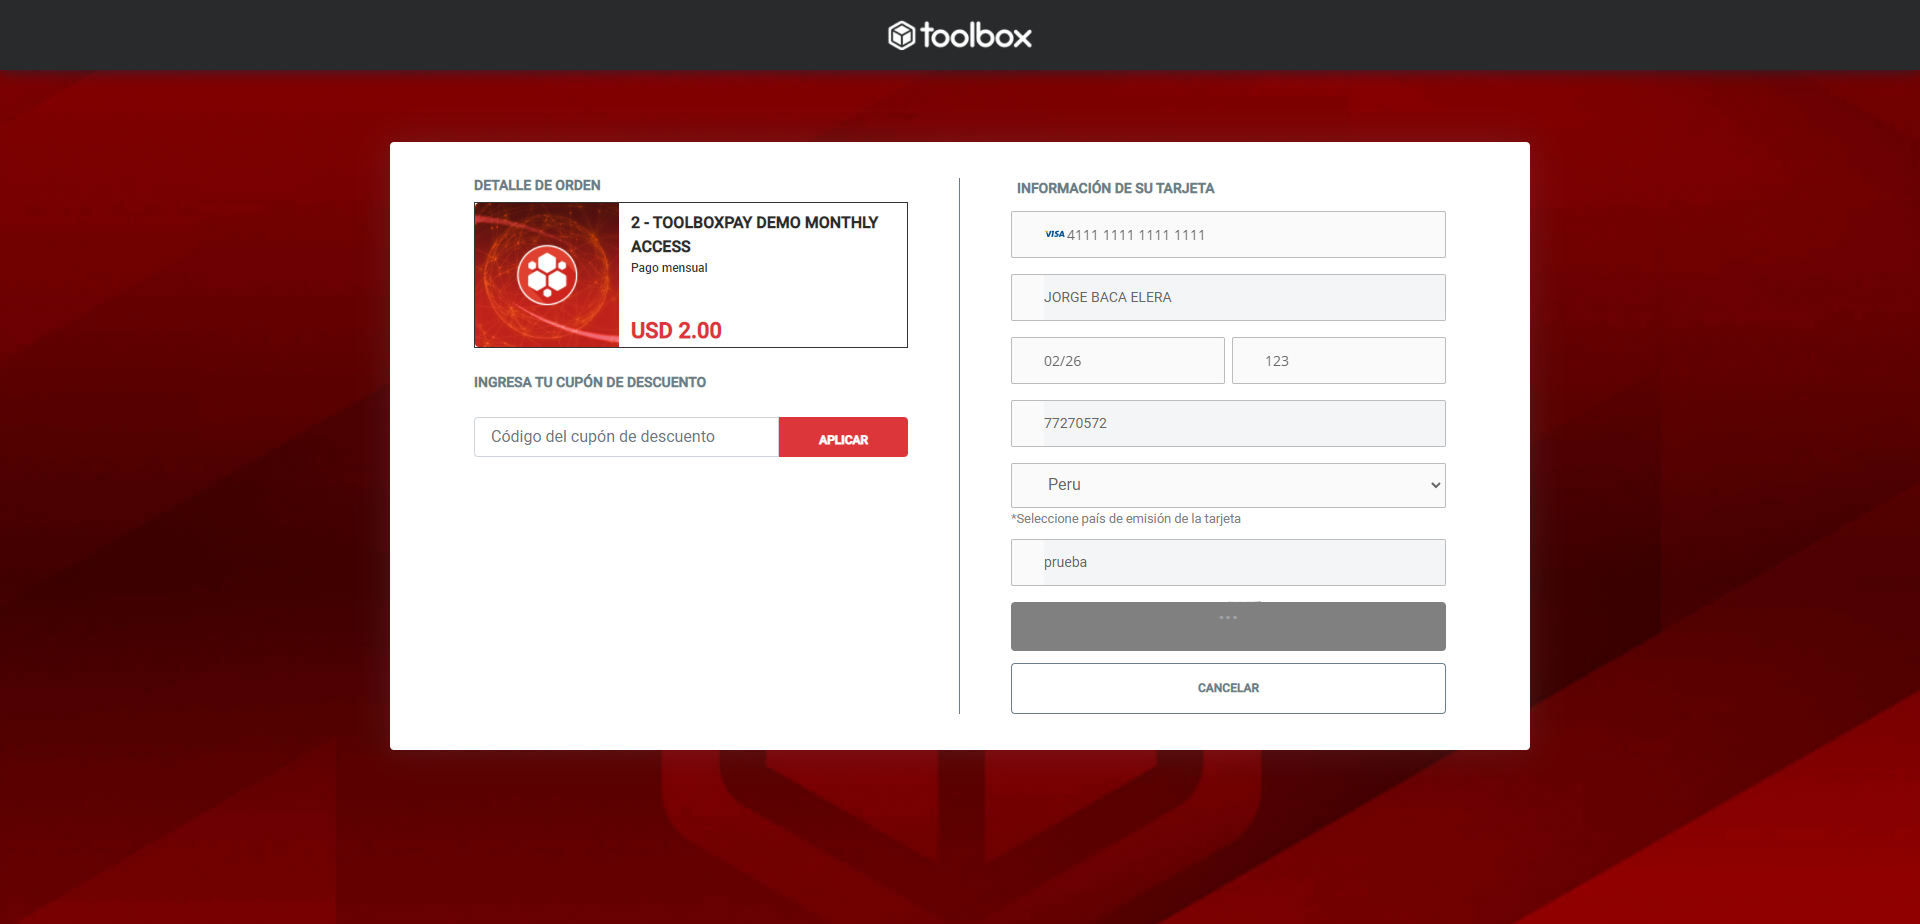 toolbox
DETALLE DE ORDEN
2 - TOOLBOXPAY DEMO MONTHLY
ACCESS
Pago mensual
USD 2.00
INGRESA TU CUPÓN DE DESCUENTO
Código del cupón de descuento
APLICAR
INFORMACIÓN DE SU TARJETA
VISA 4111 1111 1111 1111
JORGE BACA ELERA
02/26
123
77270572
Peru
*Seleccione país de emisión de la tarjeta
prueba
...
CANCELAR